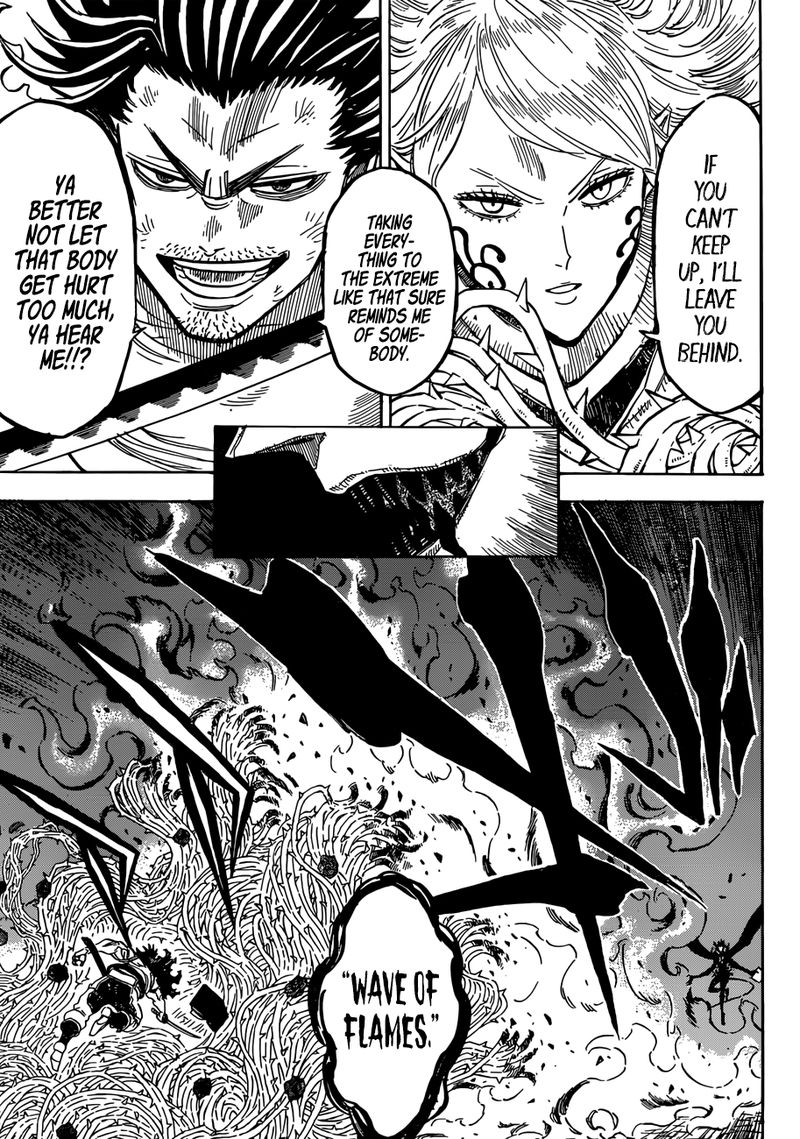 IF
YOU
CAN'T
KEEP
UP, I'LL
LEAVE
YOU
BEHIND.
TAKING
EVERY-
THING TO
THE EXTREME
LIKE THAT SURE
REMINDS ME
OF SOME-
BODY.
YA
BETTER
NOT LET
THAT BODY
GET HURT
TOO MUCH,
YA HEAR
ME!!?
"WAVE OF
FLAMES."